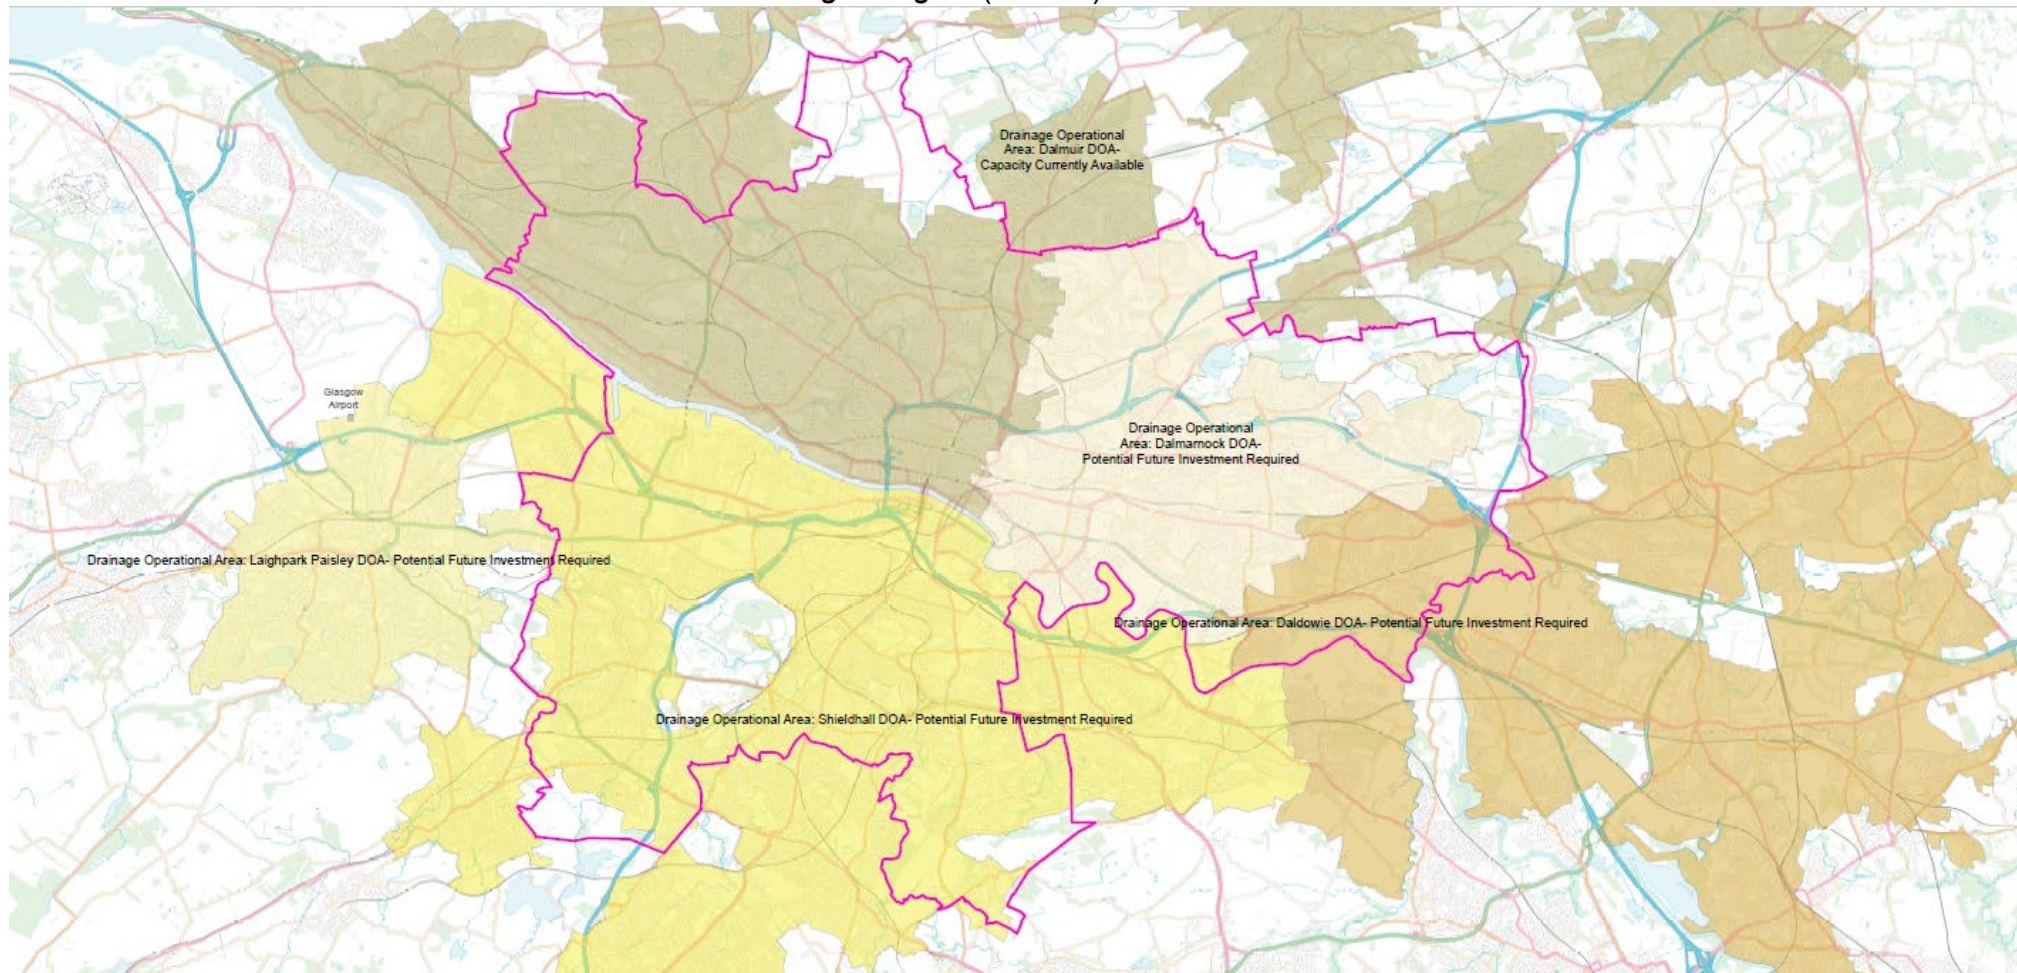 Drainage Operational
Area: Dalmuir DOA-
Capacity Currently Available
Glasgow
Airport
Drainage Operational
Area: Dalmarnock DOA-
Potential Future Investment Required
Drainage Operational Area: Laighpark Paisley DOA- Potential Future Investment Required
Drainage Operational Area: Daldowie DOA- Potential Future Investment Required
Drainage Operational Area: Shieldhall DOA- Potential Future Investment Required